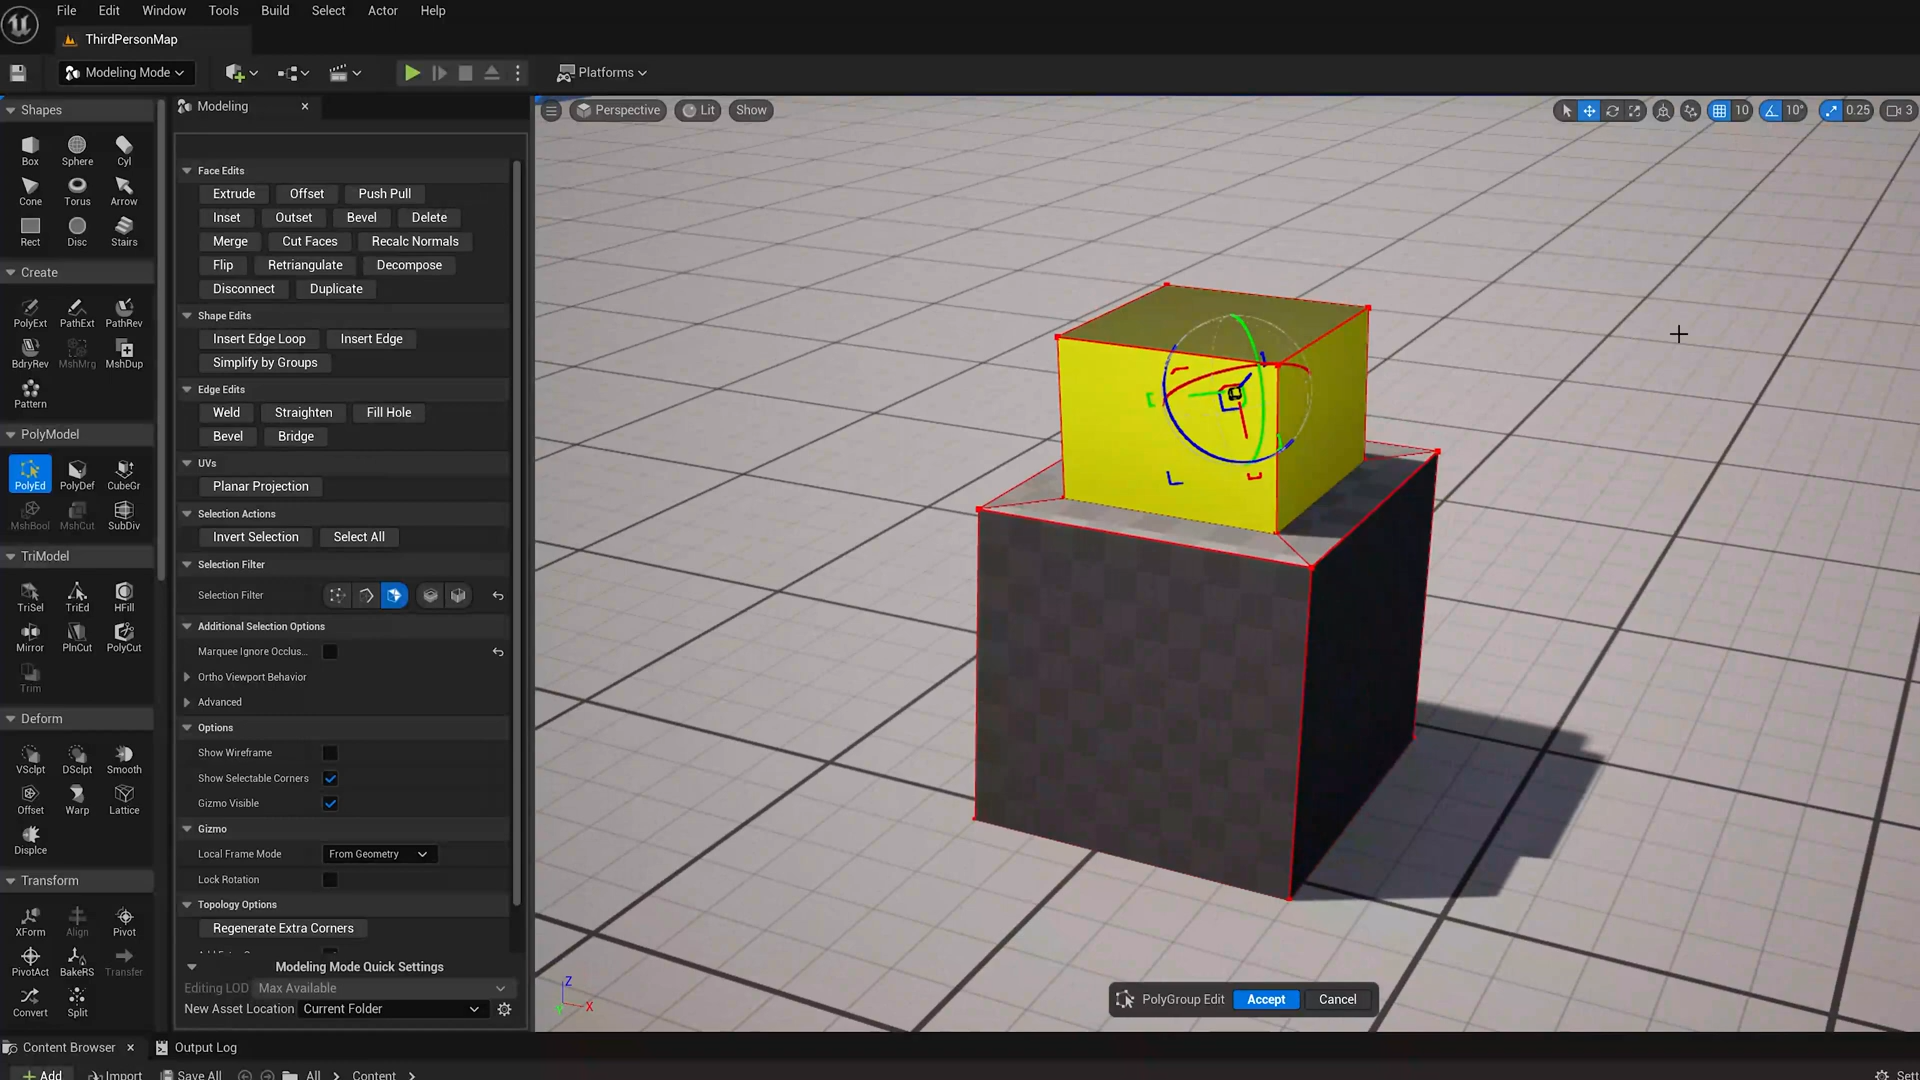 File Edit Window Tools Build Select Actor Help
ThirdPersonMap
Modeling Mode Platforms
Shapes
Box Sphere Cyl
Cone Torus Arrow
Rect Disc Stairs
Create
PolyExt PathExt PathRev
BdryRev MshMrg MshDup
Pattern
PolyModel
PolyEd PolyDef CubeGr
MshBool MshCut SubDiv
TriModel
TriSel TriEd HFill
Mirror PlnCut PolyCut
Trim
Deform
VSclpt DSclpt Smooth
Offset Warp Lattice
Displce
Transform
XForm Align Pivot
PivotAct BakeRS Transfer
Convert Split
Modeling
Face Edits
Extrude Offset Push Pull
Inset Outset Bevel Delete
Merge Cut Faces Recalc Normals
Flip Retriangulate Decompose
Disconnect Duplicate
Shape Edits
Insert Edge Loop Insert Edge
Simplify by Groups
Edge Edits
Weld Straighten Fill Hole
Bevel Bridge
UVs
Planar Projection
Selection Actions
Invert Selection Select All
Selection Filter
Selection Filter
Additional Selection Options
Marquee Ignore Occlus...
Ortho Viewport Behavior
Advanced
Options
Show Wireframe
Show Selectable Corners
Gizmo Visible
Gizmo
Local Frame Mode From Geometry
Lock Rotation
Topology Options
Regenerate Extra Corners
Modeling Mode Quick Settings
Editing LOD Max Available
New Asset Location Current Folder
Perspective Lit Show 10 10° 0.25 3
Z
X
PolyGroup Edit Accept Cancel
Content Browser Output Log
Add Import Save All All Content Sett